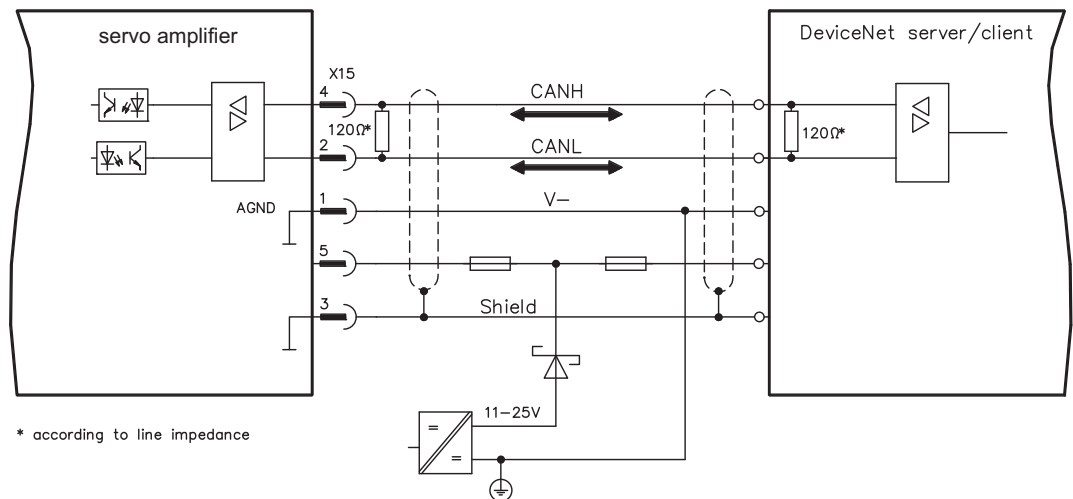 servo amplifier
DeviceNet server/client
X15
4
CANH
120Ω*
120Ω*
2
CANL
1
AGND
V–
5
3
Shield
11–25V
=
=
* according to line impedance